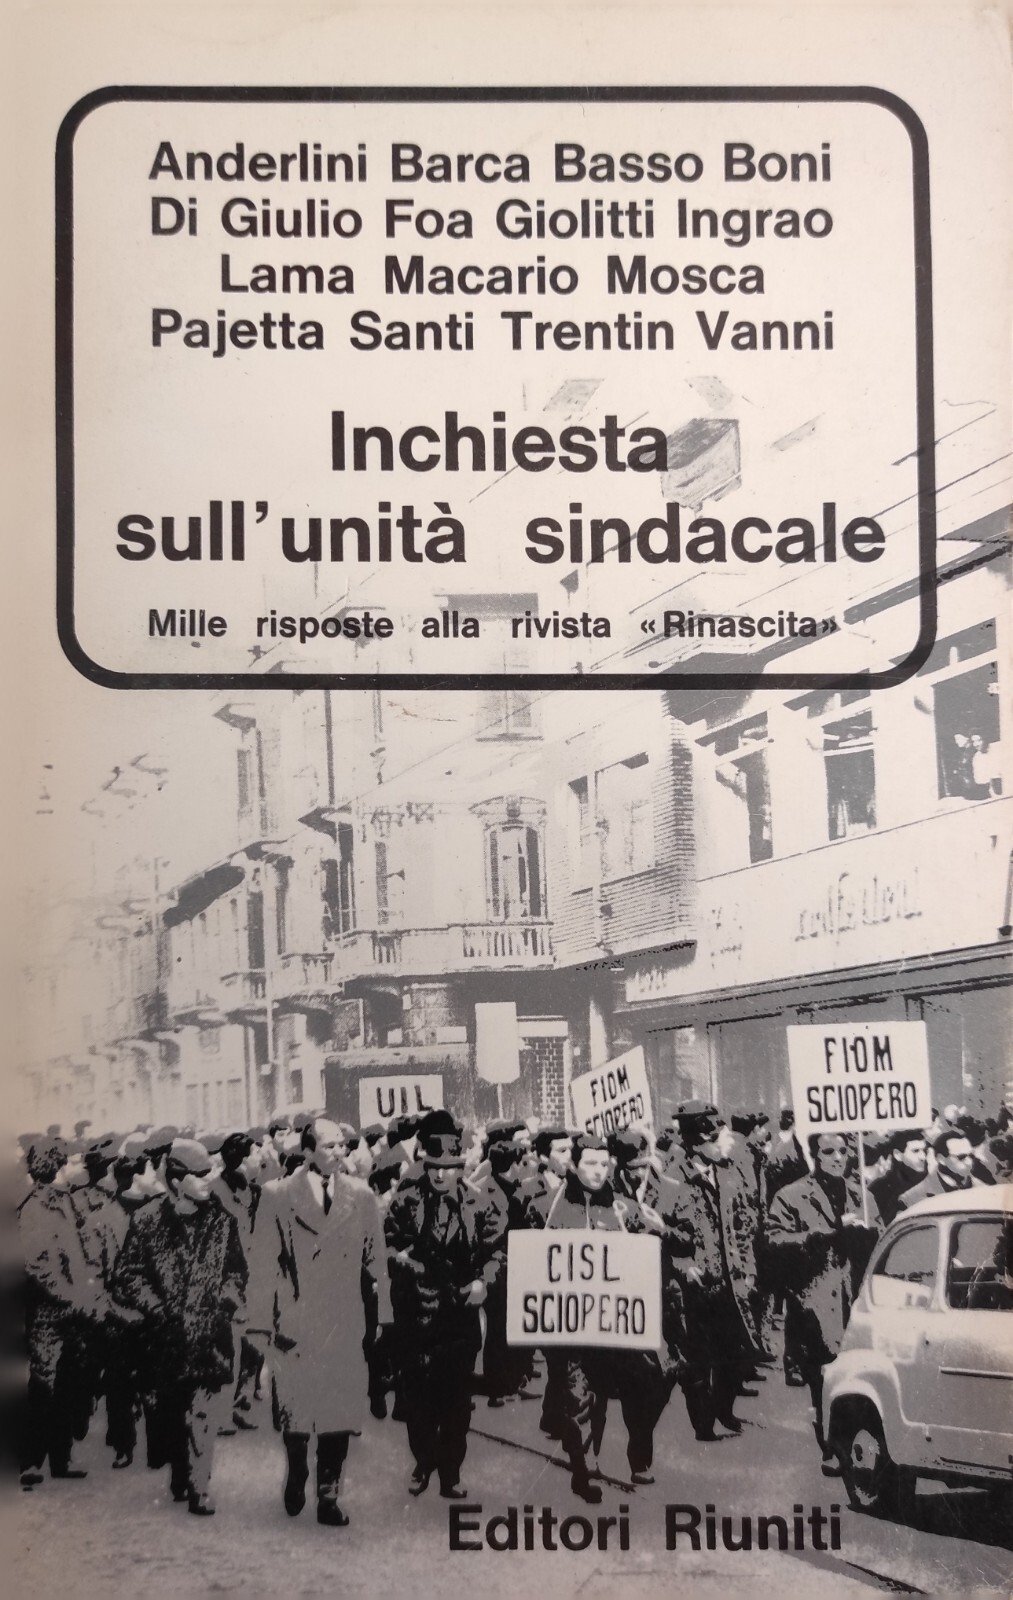 Anderlini Barca Basso Boni
Di Giulio Foa Giolitti Ingrao
Lama Macario Mosca
Pajetta Santi Trentin Vanni
Inchiesta
sull'unità sindacale
Mille risposte alla rivista «Rinascita»
UIL
FIOM
SCIOPERO
FIOM
SCIOPERO
CISL
SCIOPERO
Editori Riuniti